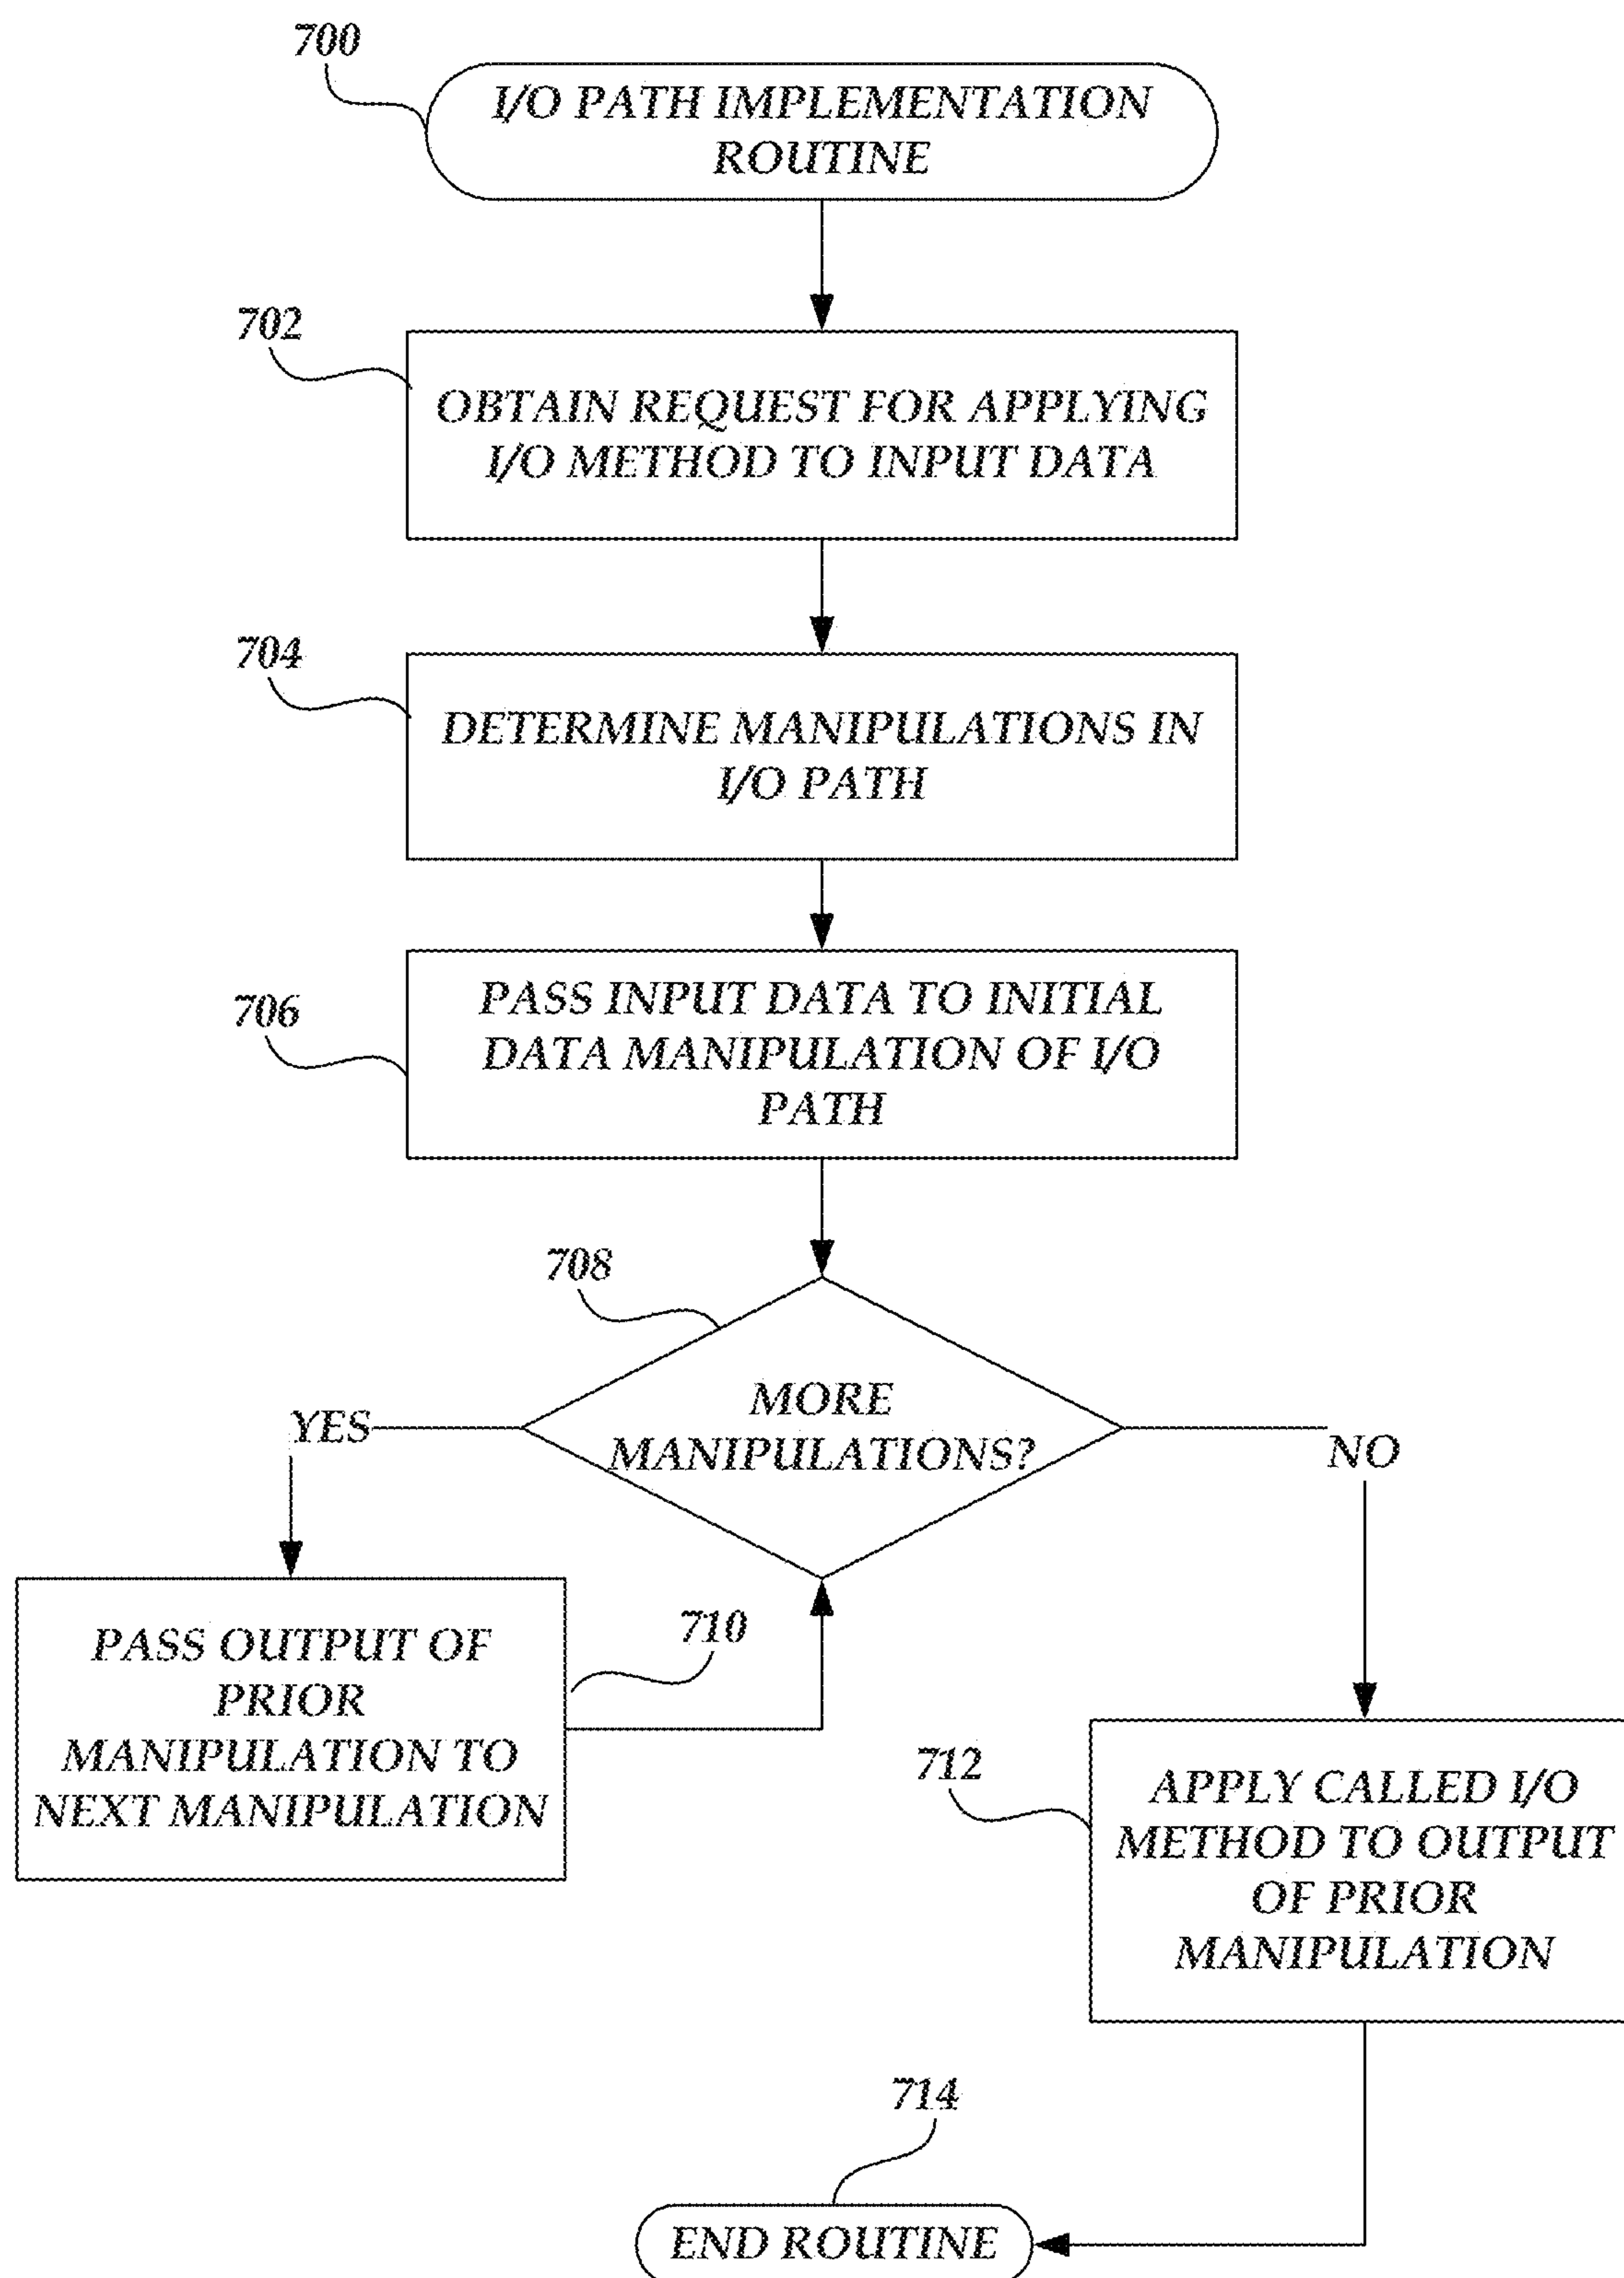 700
I/O PATH IMPLEMENTATION
ROUTINE
702
OBTAIN REQUEST FOR APPLYING
I/O METHOD TO INPUT DATA
704
DETERMINE MANIPULATIONS IN
I/O PATH
706
PASS INPUT DATA TO INITIAL
DATA MANIPULATION OF I/O
PATH
708
MORE
MANIPULATIONS?
YES
NO
710
PASS OUTPUT OF
PRIOR
MANIPULATION TO
NEXT MANIPULATION
712
APPLY CALLED I/O
METHOD TO OUTPUT
OF PRIOR
MANIPULATION
714
END ROUTINE